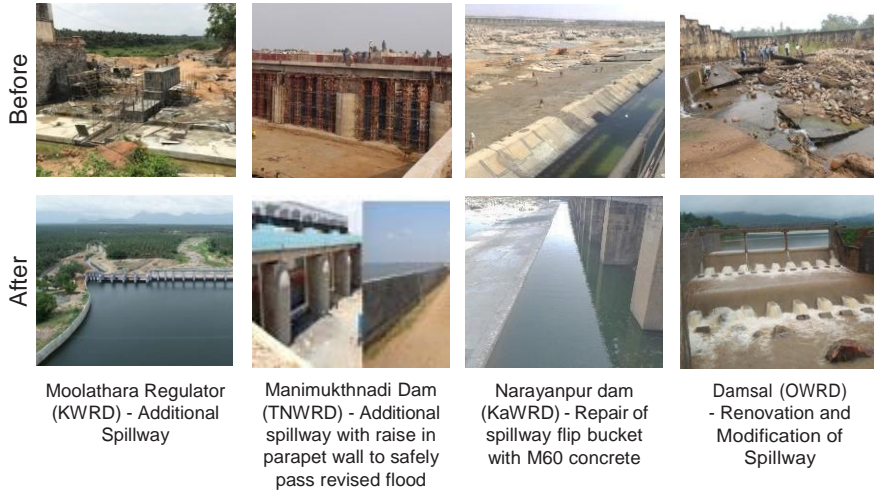 Before
After
Moolathara Regulator
(KWRD) - Additional
Spillway
Manimukthnadi Dam
(TNWRD) - Additional
spillway with raise in
parapet wall to safely
pass revised flood
Narayanpur dam
(KaWRD) - Repair of
spillway flip bucket
with M60 concrete
Damsal (OWRD)
- Renovation and
Modification of
Spillway